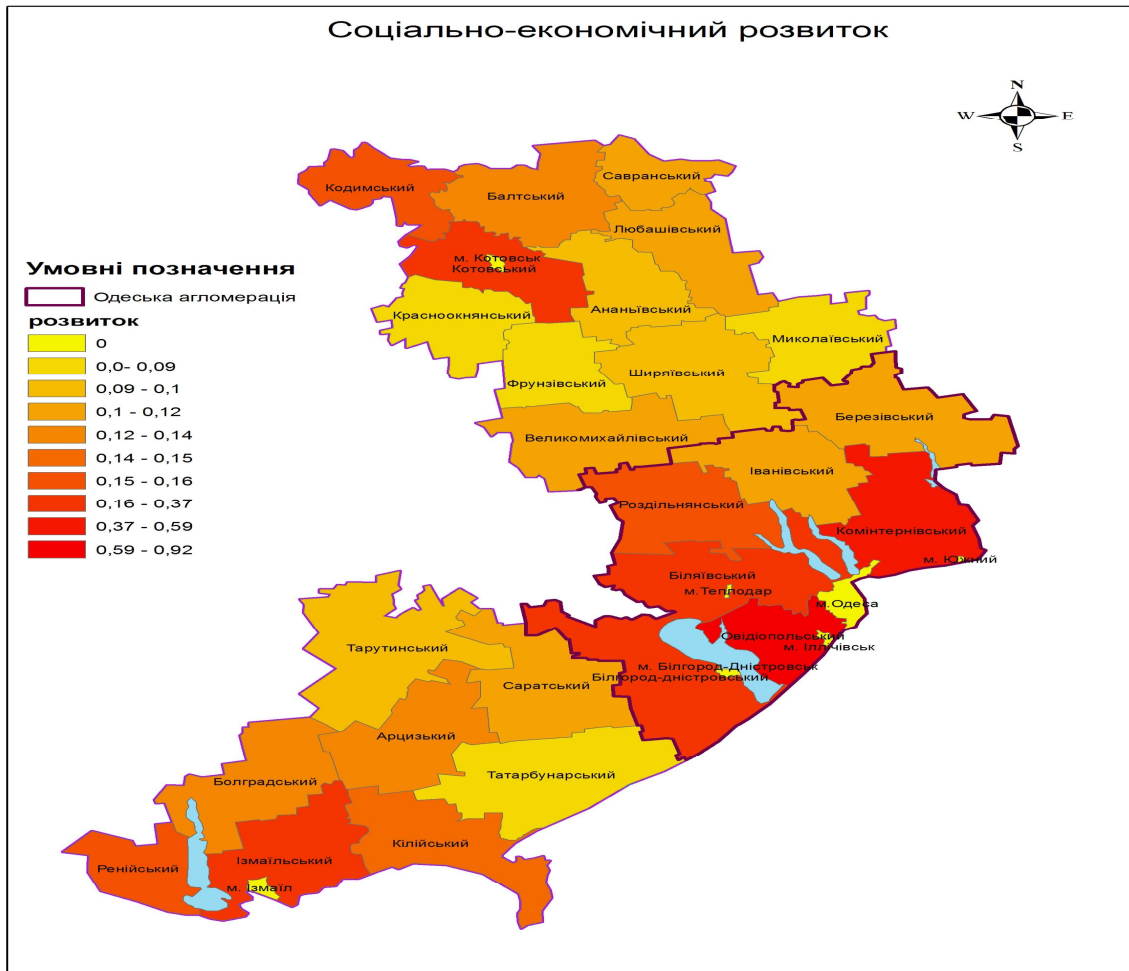 Соціально-економічний розвиток
N
W
E
S
Умовні позначення
Одеська агломерація
розвиток
0
0,0- 0,09
0,09 - 0,1
0,1 - 0,12
0,12 - 0,14
0,14 - 0,15
0,15 - 0,16
0,16 - 0,37
0,37 - 0,59
0,59 - 0,92
Кодимський
Балтський
Савранський
Любашівський
м. Котовськ
Котовський
Ананьївський
Красноокнянський
Миколаївський
Фрунзівський
Ширяївський
Березівський
Великомихайлівський
Іванівський
Роздільнянський
Комінтернівський
м. Южний
Біляївський
м.Теплодар
м.Одеса
Овідіопольський
м. Іллічівськ
Тарутинський
м. Білгород-Дністровськ
Білгород-дністровський
Саратський
Арцизький
Татарбунарський
Болградський
Кілійський
Ренійський
Ізмаїльський
м. Ізмаїл